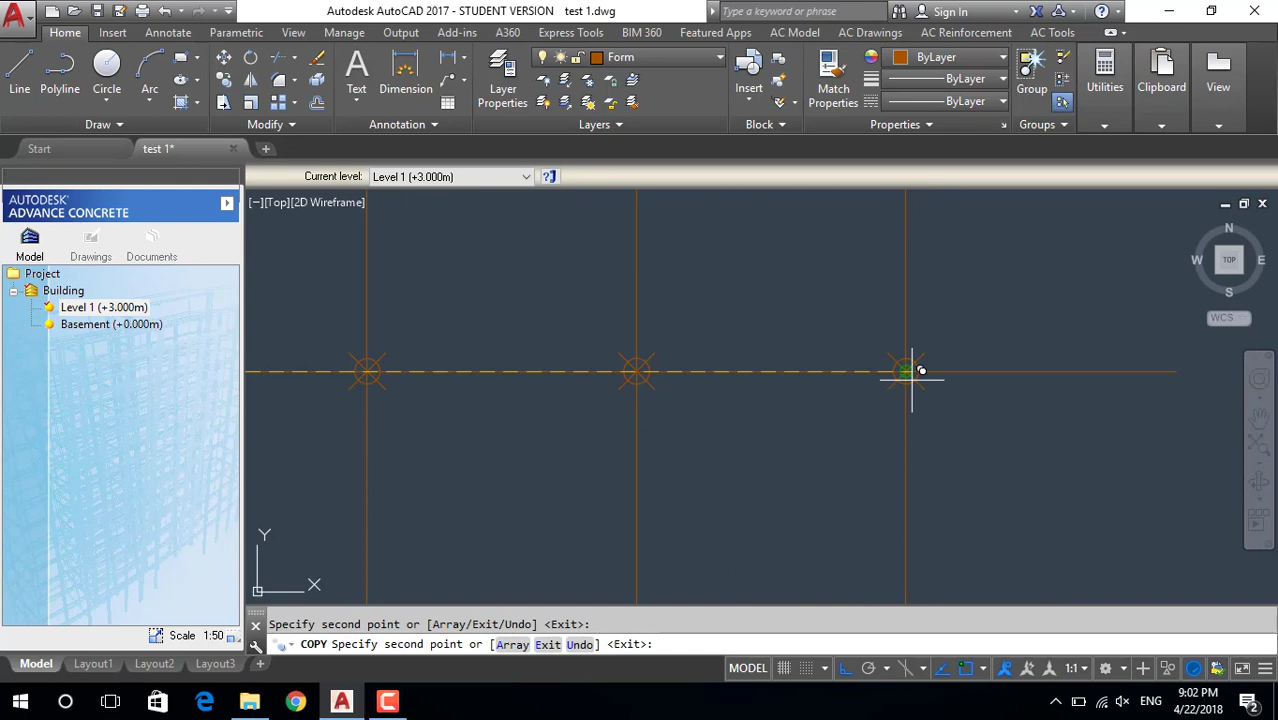 Autodesk AutoCAD 2017 - STUDENT VERSION test 1.dwg
Type a keyword or phrase
Sign In
Home Insert Annotate Parametric View Manage Output Add-ins A360 Express Tools BIM 360 Featured Apps AC Model AC Drawings AC Reinforcement AC Tools
Form
ByLayer
ByLayer
ByLayer
Line Polyline Circle Arc Text Dimension Layer Properties Insert Match Properties Group Utilities Clipboard View
Draw Modify Annotation Layers Block Properties Groups
Start test 1*
Current level: Level 1 (+3.000m)
AUTODESK
ADVANCE CONCRETE
[−][Top][2D Wireframe]
Model Drawings Documents
Project
Building
Level 1 (+3.000m)
Basement (+0.000m)
N
W TOP E
S
WCS
Y
X
Specify second point or [Array/Exit/Undo] <Exit>:
COPY Specify second point or [Array Exit Undo] <Exit>:
Scale 1:50
Model Layout1 Layout2 Layout3
MODEL 1:1
ENG
9:02 PM
4/22/2018
2